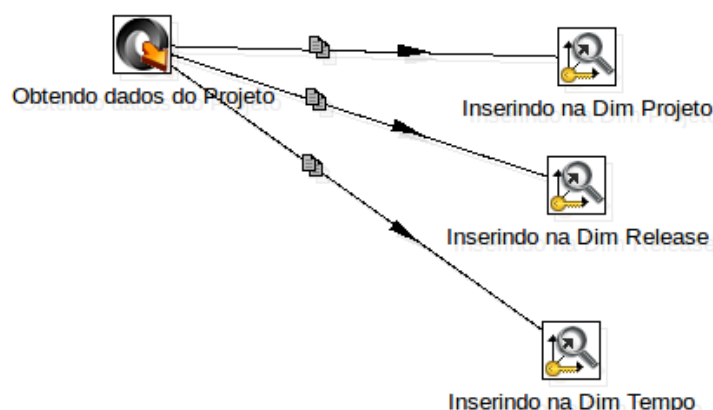 Obtendo dados do Projeto
Inserindo na Dim Projeto
Inserindo na Dim Release
Inserindo na Dim Tempo